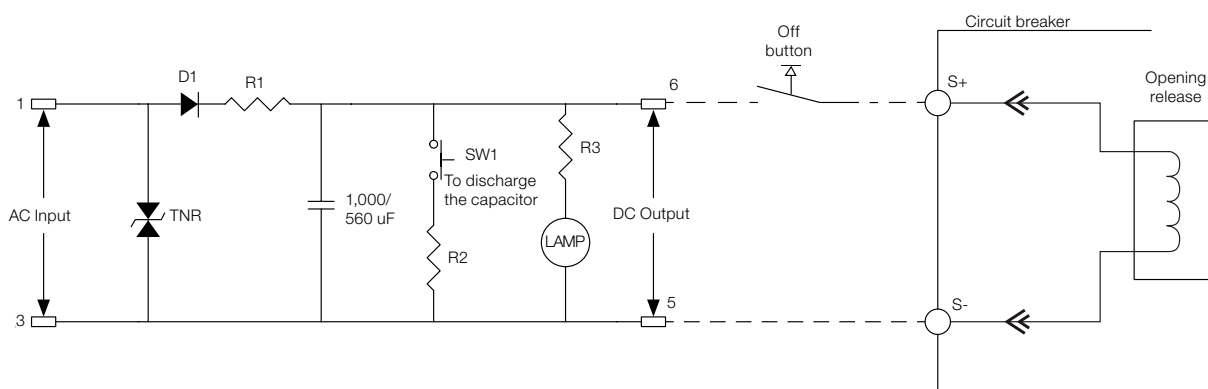 Circuit breaker
Off
button
D1
R1
6
S+
Opening
release
1
R3
SW1
To discharge
the capacitor
1,000/
560 uF
AC Input
TNR
DC Output
LAMP
R2
3
5
S-